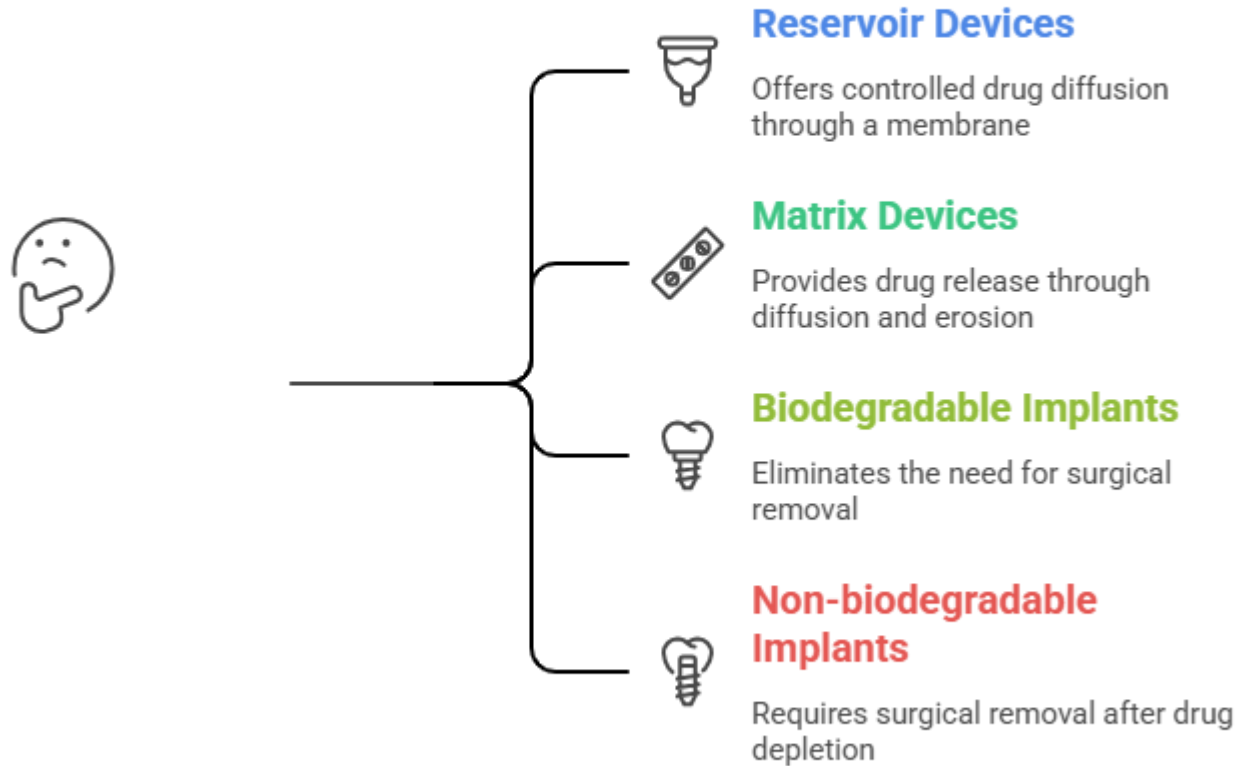 Reservoir Devices
Offers controlled drug diffusion
through a membrane
Matrix Devices
Provides drug release through
diffusion and erosion
Biodegradable Implants
Eliminates the need for surgical
removal
Non-biodegradable
Implants
Requires surgical removal after drug
depletion